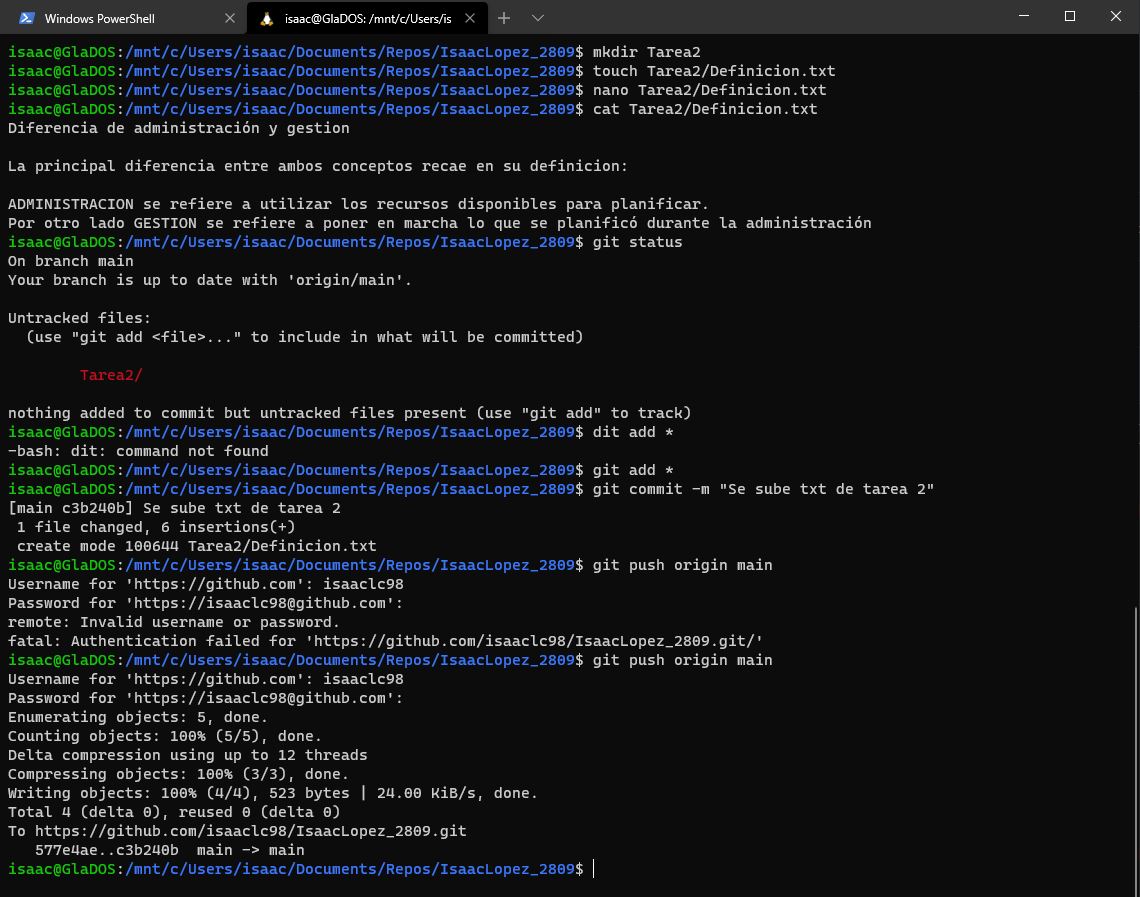 Windows PowerShell
isaac@GlaDOS: /mnt/c/Users/is
isaac@GlaDOS:/mnt/c/Users/isaac/Documents/Repos/IsaacLopez_2809$ mkdir Tarea2
isaac@GlaDOS:/mnt/c/Users/isaac/Documents/Repos/IsaacLopez_2809$ touch Tarea2/Definicion.txt
isaac@GlaDOS:/mnt/c/Users/isaac/Documents/Repos/IsaacLopez_2809$ nano Tarea2/Definicion.txt
isaac@GlaDOS:/mnt/c/Users/isaac/Documents/Repos/IsaacLopez_2809$ cat Tarea2/Definicion.txt
Diferencia de administración y gestion
La principal diferencia entre ambos conceptos recae en su definicion:
ADMINISTRACION se refiere a utilizar los recursos disponibles para planificar.
Por otro lado GESTION se refiere a poner en marcha lo que se planificó durante la administración
isaac@GlaDOS:/mnt/c/Users/isaac/Documents/Repos/IsaacLopez_2809$ git status
On branch main
Your branch is up to date with 'origin/main'.
Untracked files:
  (use "git add <file>..." to include in what will be committed)
        Tarea2/
nothing added to commit but untracked files present (use "git add" to track)
isaac@GlaDOS:/mnt/c/Users/isaac/Documents/Repos/IsaacLopez_2809$ dit add *
-bash: dit: command not found
isaac@GlaDOS:/mnt/c/Users/isaac/Documents/Repos/IsaacLopez_2809$ git add *
isaac@GlaDOS:/mnt/c/Users/isaac/Documents/Repos/IsaacLopez_2809$ git commit -m "Se sube txt de tarea 2"
[main c3b240b] Se sube txt de tarea 2
 1 file changed, 6 insertions(+)
 create mode 100644 Tarea2/Definicion.txt
isaac@GlaDOS:/mnt/c/Users/isaac/Documents/Repos/IsaacLopez_2809$ git push origin main
Username for 'https://github.com': isaaclc98
Password for 'https://isaaclc98@github.com':
remote: Invalid username or password.
fatal: Authentication failed for 'https://github.com/isaaclc98/IsaacLopez_2809.git/'
isaac@GlaDOS:/mnt/c/Users/isaac/Documents/Repos/IsaacLopez_2809$ git push origin main
Username for 'https://github.com': isaaclc98
Password for 'https://isaaclc98@github.com':
Enumerating objects: 5, done.
Counting objects: 100% (5/5), done.
Delta compression using up to 12 threads
Compressing objects: 100% (3/3), done.
Writing objects: 100% (4/4), 523 bytes | 24.00 KiB/s, done.
Total 4 (delta 0), reused 0 (delta 0)
To https://github.com/isaaclc98/IsaacLopez_2809.git
   577e4ae..c3b240b  main -> main
isaac@GlaDOS:/mnt/c/Users/isaac/Documents/Repos/IsaacLopez_2809$